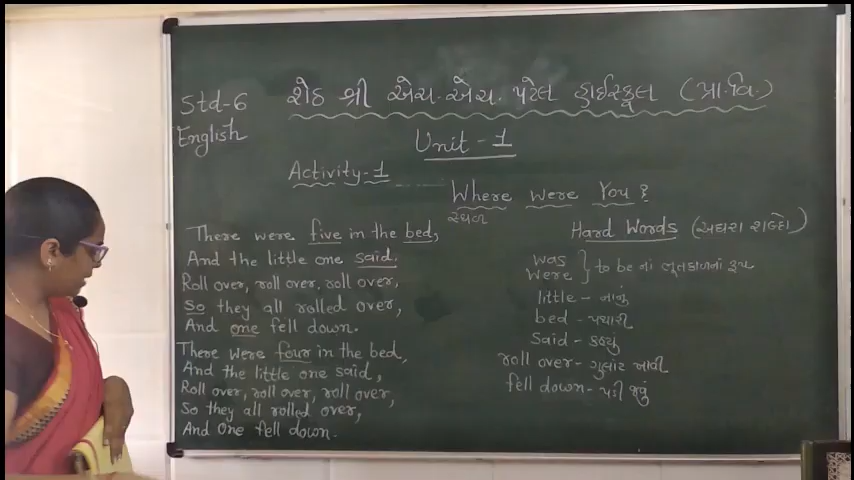 Std-6
English
શેઠ શ્રી એચ.એચ. પટેલ હાઈસ્કૂલ (પ્રા.વિ.)
Unit - 1
Activity-1
Where were You?
સ્થળ
There were five in the bed,
And the little one said.
Roll over, roll over, roll over,
So they all rolled over,
And one fell down.
There were four in the bed,
And the little one said,
Roll over, roll over, roll over,
So they all rolled over,
And One fell down.
Hard Words (અઘરા શબ્દો)
was
were } to be નાં ભૂતકાળનાં રૂપ
little - નાનું
bed - પથારી
Said - કહ્યું
roll over - ગુલાંટ ખાવી
fell down - પડી જવું